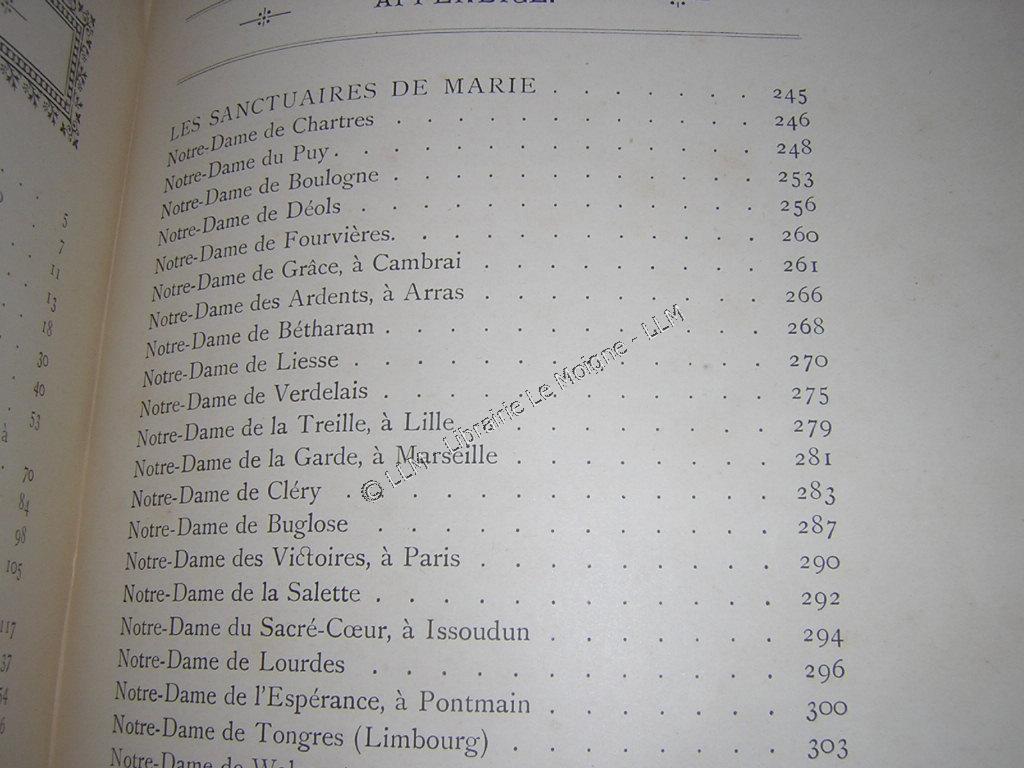 APPENDICE.
LES SANCTUAIRES DE MARIE . . . . . . . 245
Notre-Dame de Chartres . . . . . . . . . . . . 246
Notre-Dame du Puy . . . . . . . . . . . . . . 248
Notre-Dame de Boulogne . . . . . . . . . . . . 253
Notre-Dame de Déols . . . . . . . . . . . . . 256
Notre-Dame de Fourvières. . . . . . . . . . . . 260
Notre-Dame de Grâce, à Cambrai . . . . . . . . . 261
Notre-Dame des Ardents, à Arras . . . . . . . . . 266
Notre-Dame de Bétharam . . . . . . . . . . . . 268
Notre-Dame de Liesse . . . . . . . . . . . . . 270
Notre-Dame de Verdelais . . . . . . . . . . . . 275
Notre-Dame de la Treille, à Lille . . . . . . . . . 279
Notre-Dame de la Garde, à Marseille . . . . . . . . 281
Notre-Dame de Cléry . . . . . . . . . . . . . 283
Notre-Dame de Buglose . . . . . . . . . . . . 287
Notre-Dame des Victoires, à Paris . . . . . . . . . 290
Notre-Dame de la Salette . . . . . . . . . . . . 292
Notre-Dame du Sacré-Cœur, à Issoudun . . . . . . . 294
Notre-Dame de Lourdes . . . . . . . . . . . . 296
Notre-Dame de l'Espérance, à Pontmain . . . . . . . 300
Notre-Dame de Tongres (Limbourg) . . . . . . . . 303
Notre-Dame de
© LLM - Librairie Le Moigne - LLM
5
7
11
13
18
30
40
53
à
70
84
98
105
117
37
54
6